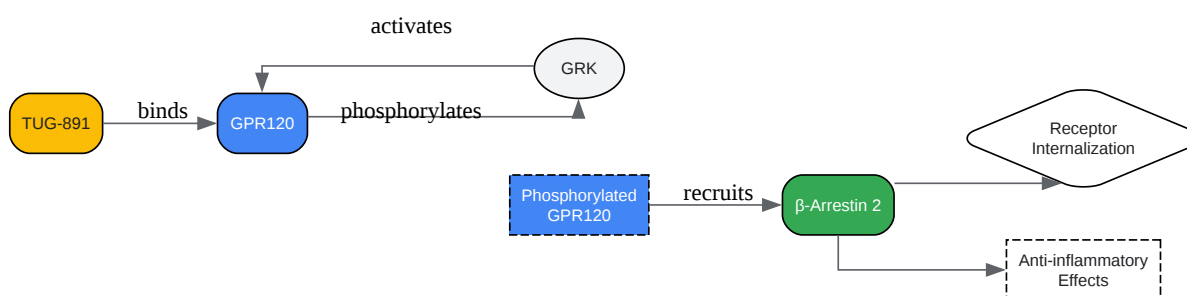 activates
GRK
TUG-891
binds
GPR120
phosphorylates
Receptor
Internalization
Phosphorylated
GPR120
recruits
β-Arrestin 2
Anti-inflammatory
Effects